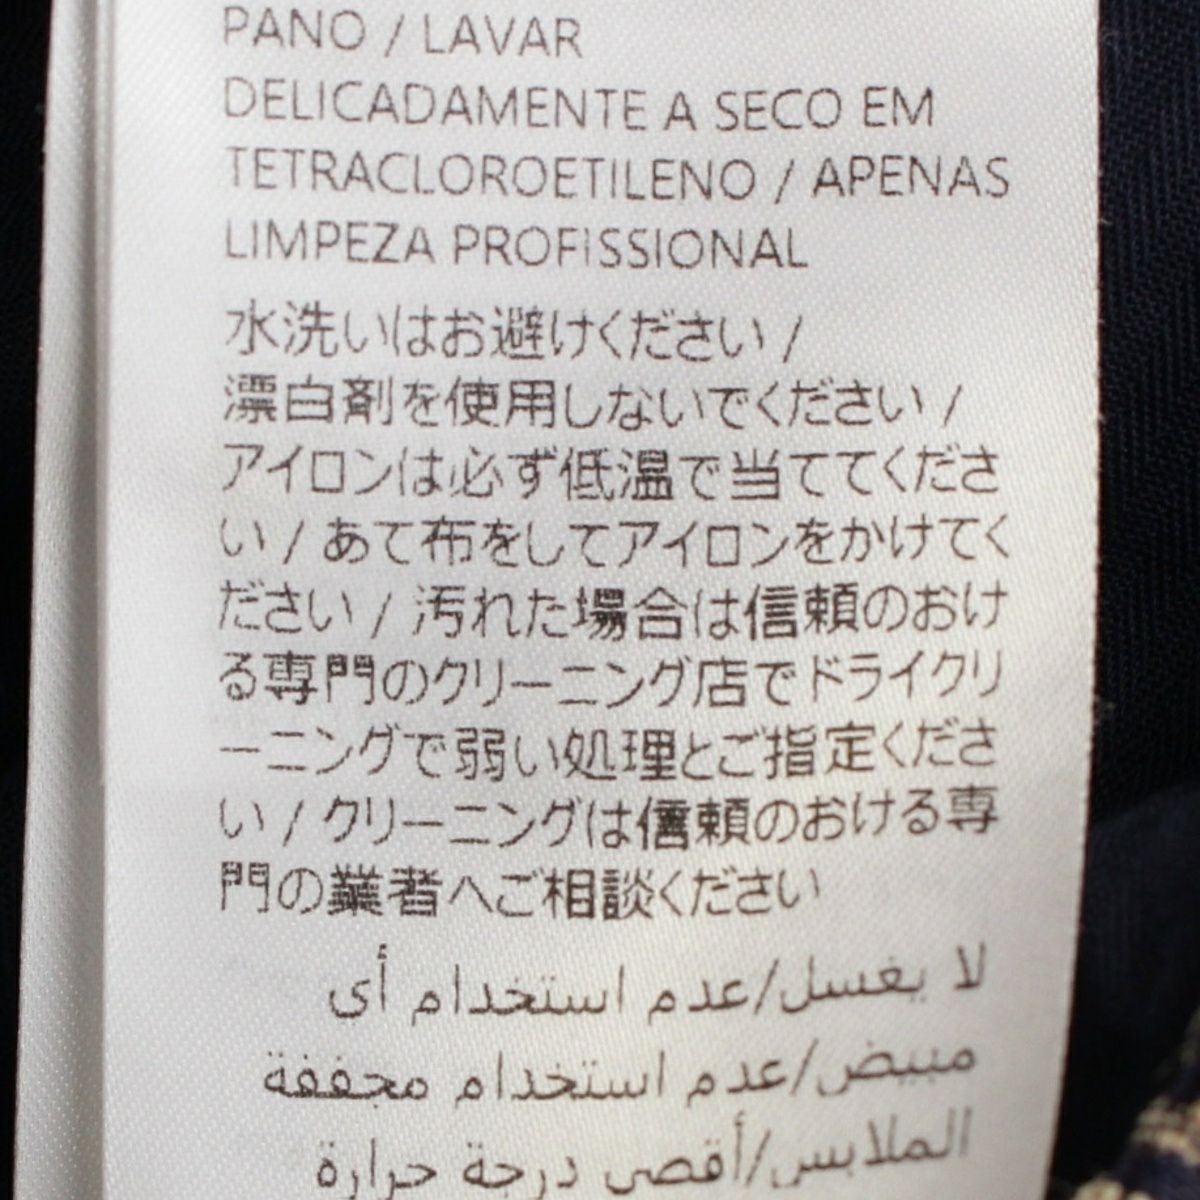 PANO / LAVAR
DELICADAMENTE A SECO EM
TETRACLOROETILENO / APENAS
LIMPEZA PROFISSIONAL
水洗いはお避けください /
漂白剤を使用しないでください /
アイロンは必ず低温で当ててくださ
い / あて布をしてアイロンをかけてく
ださい / 汚れた場合は信頼のおけ
る専門のクリーニング店でドライクリ
ーニングで弱い処理とご指定くださ
い / クリーニングは信頼のおける専
門の業者へご相談ください
لا يغسل/عدم استخدام أى
مبيض/عدم استخدام مجففة
الملابس/أقصى درجة حرارة